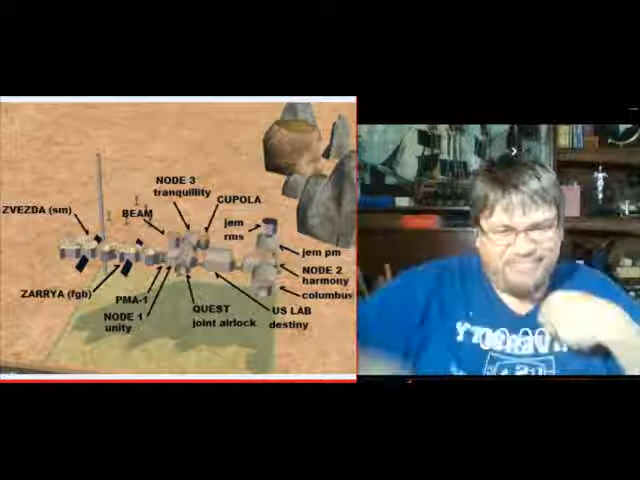 NODE 3
tranquillity
CUPOLA
ZVEZDA (sm)
BEAM
jem
rms
jem pm
NODE 2
harmony
ZARRYA (fgb)
columbus
PMA-1
NODE 1
unity
QUEST
joint airlock
US LAB
destiny